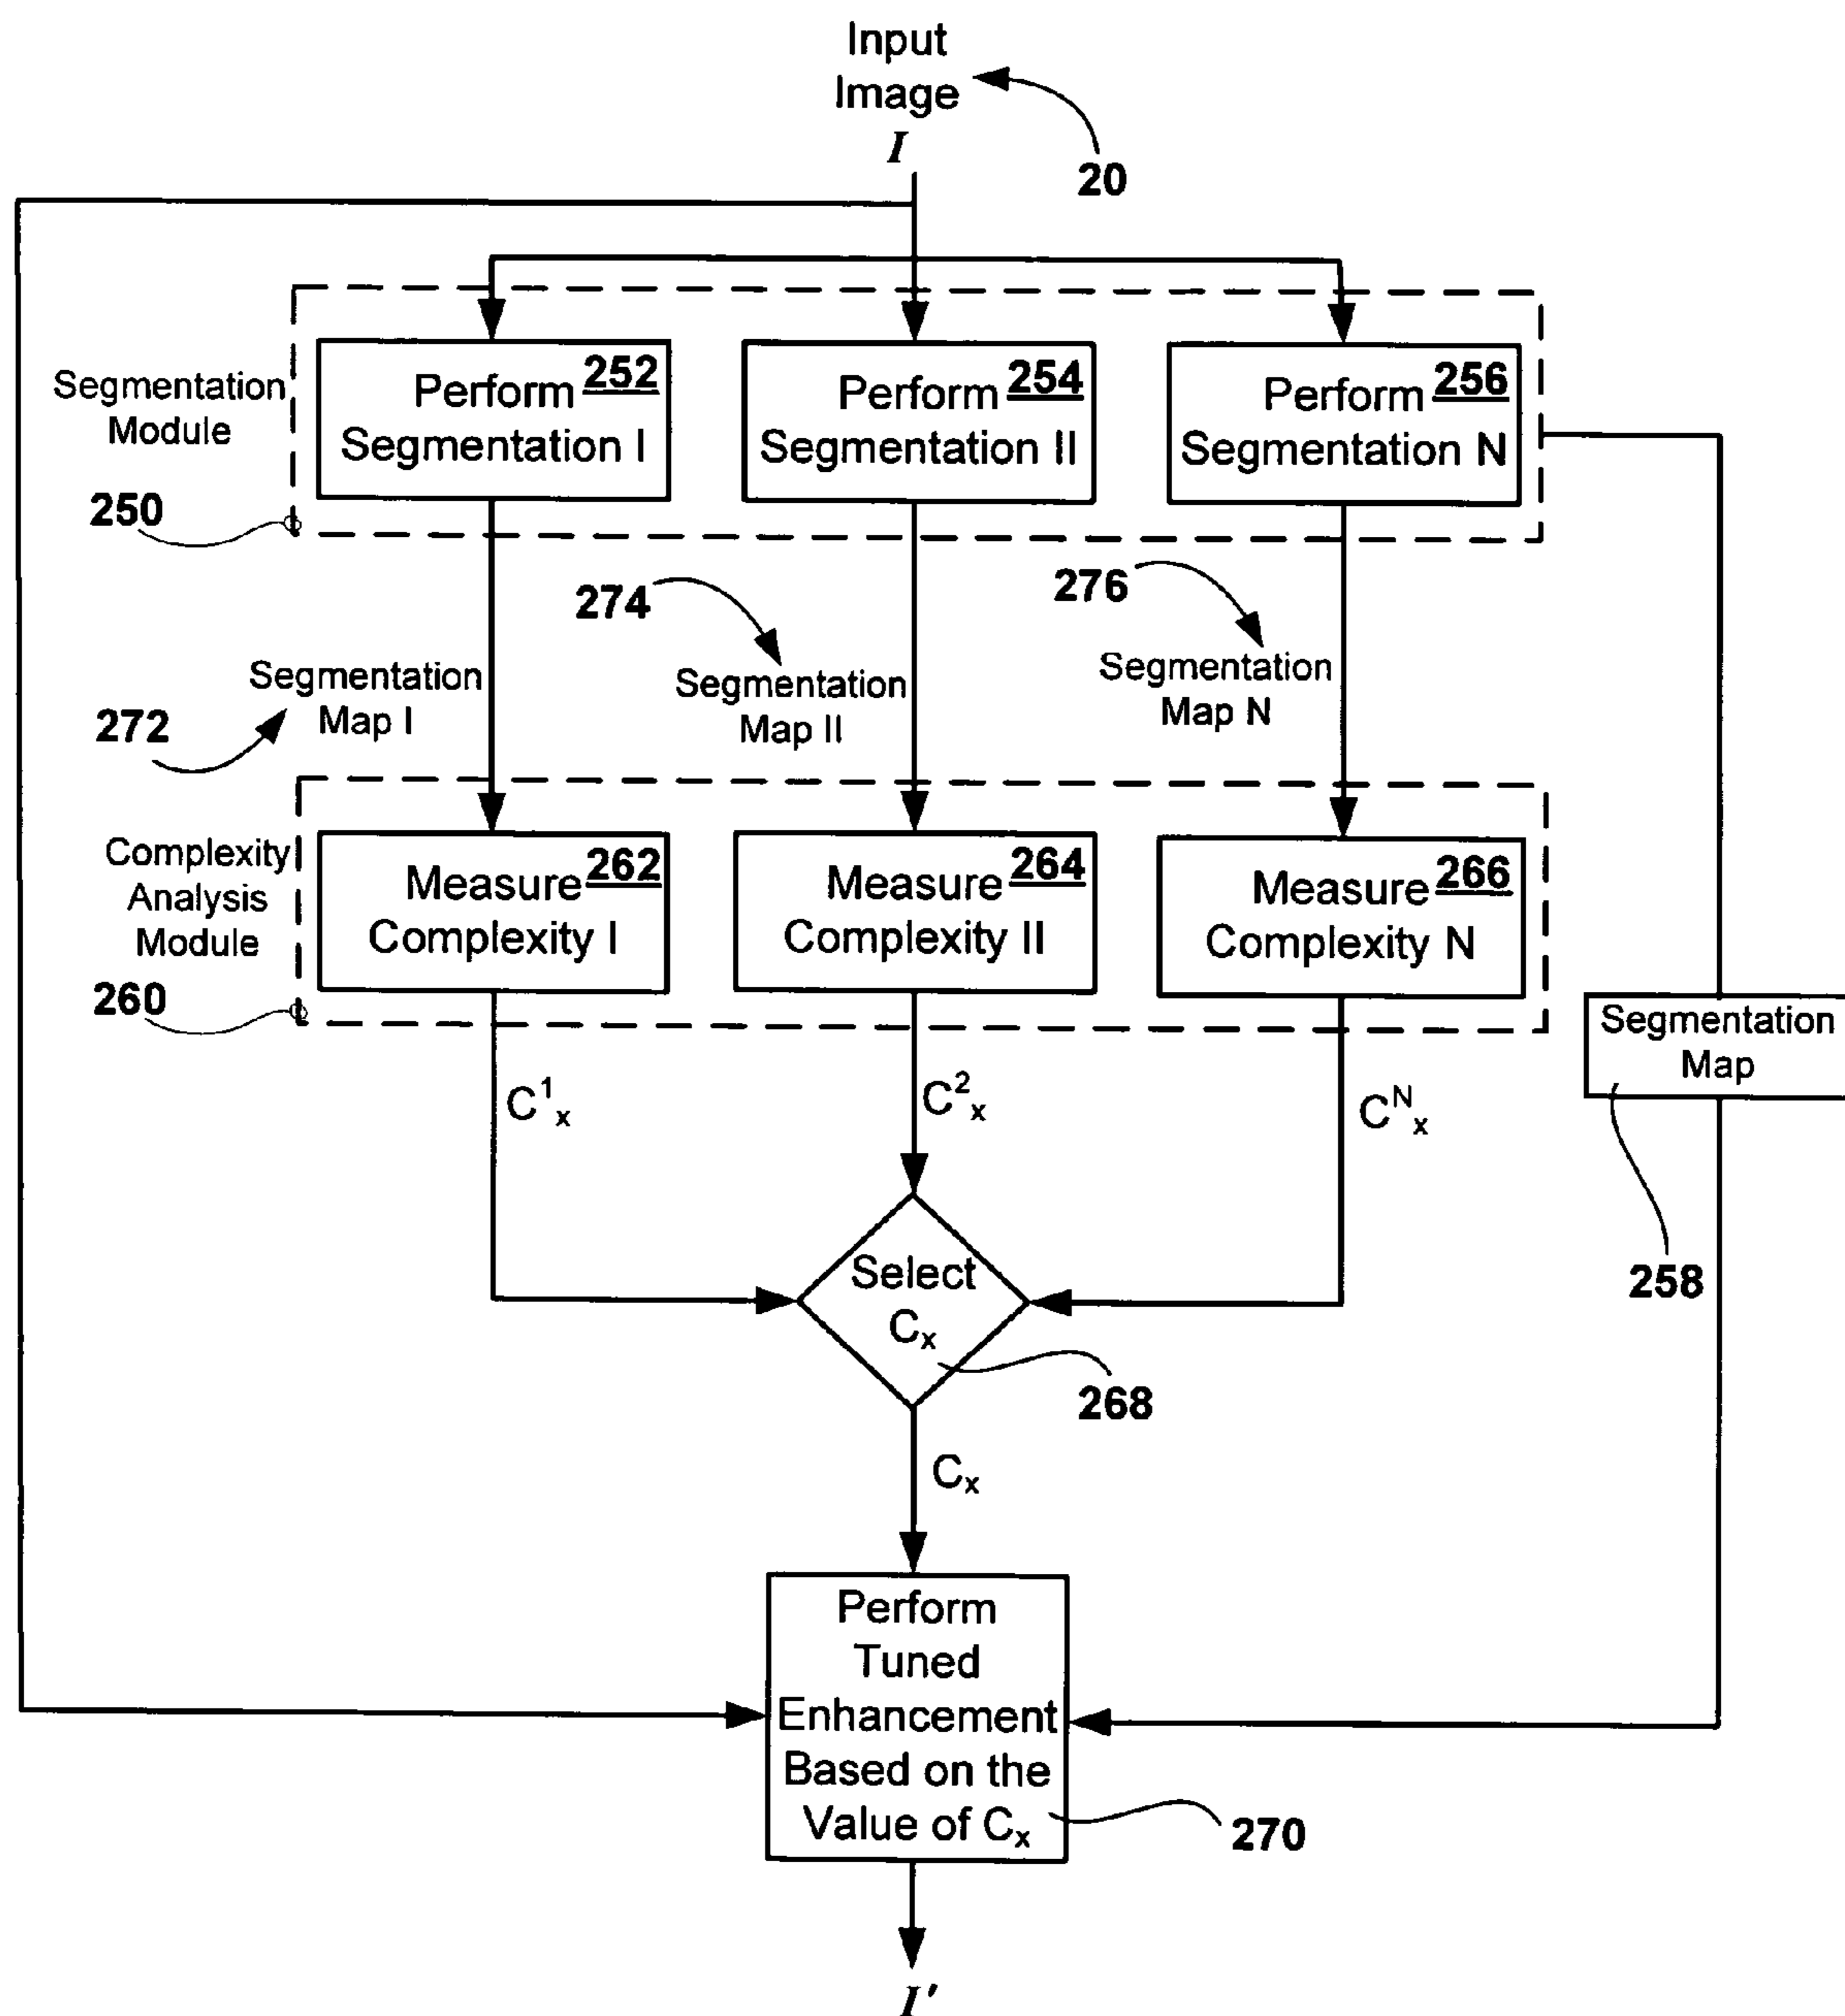 Input
Image
I
20
Segmentation
Module
250
Perform 252
Segmentation I
Perform 254
Segmentation II
Perform 256
Segmentation N
272
Segmentation
Map I
274
Segmentation
Map II
276
Segmentation
Map N
Complexity
Analysis
Module
260
Measure 262
Complexity I
Measure 264
Complexity II
Measure 266
Complexity N
Segmentation
Map
258
C¹ₓ
C²ₓ
Cᴺₓ
Select
Cₓ
268
Cₓ
Perform
Tuned
Enhancement
Based on the
Value of Cₓ
270
I'